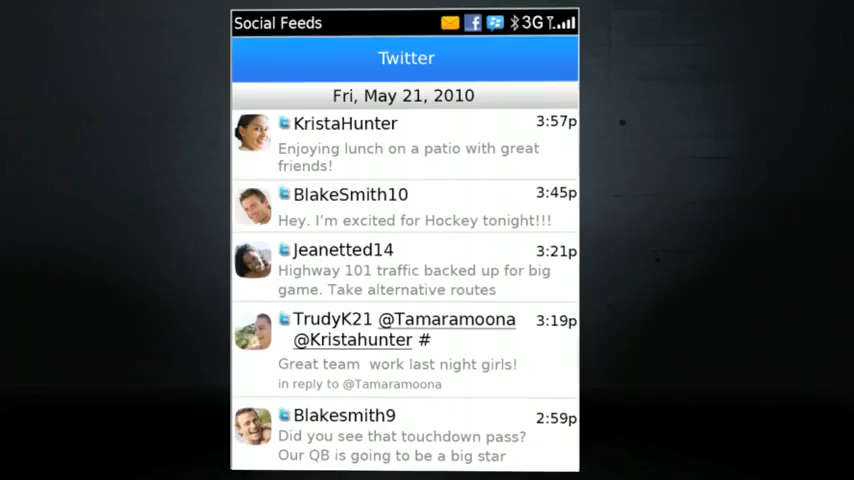 Social Feeds 3G
Twitter
Fri, May 21, 2010
KristaHunter 3:57p
Enjoying lunch on a patio with great
friends!
BlakeSmith10 3:45p
Hey. I'm excited for Hockey tonight!!!
Jeanetted14 3:21p
Highway 101 traffic backed up for big
game. Take alternative routes
TrudyK21 @Tamaramoona 3:19p
@Kristahunter #
Great team work last night girls!
in reply to @Tamaramoona
Blakesmith9 2:59p
Did you see that touchdown pass?
Our QB is going to be a big star